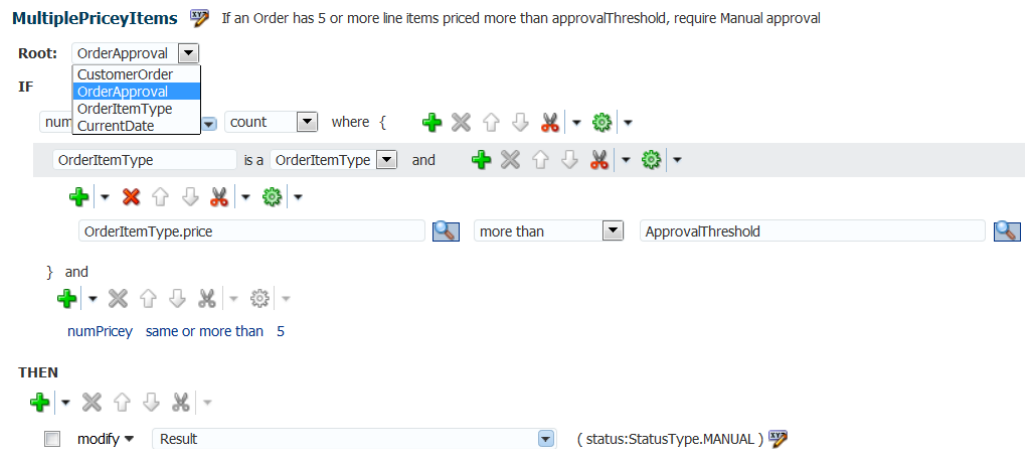 MultiplePriceyItems If an Order has 5 or more line items priced more than approvalThreshold, require Manual approval
Root: OrderApproval
CustomerOrder
IF OrderApproval
OrderItemType
num CurrentDate count where {
OrderItemType is a OrderItemType and
OrderItemType.price more than ApprovalThreshold
} and
numPricey same or more than 5
THEN
modify Result ( status:StatusType.MANUAL )